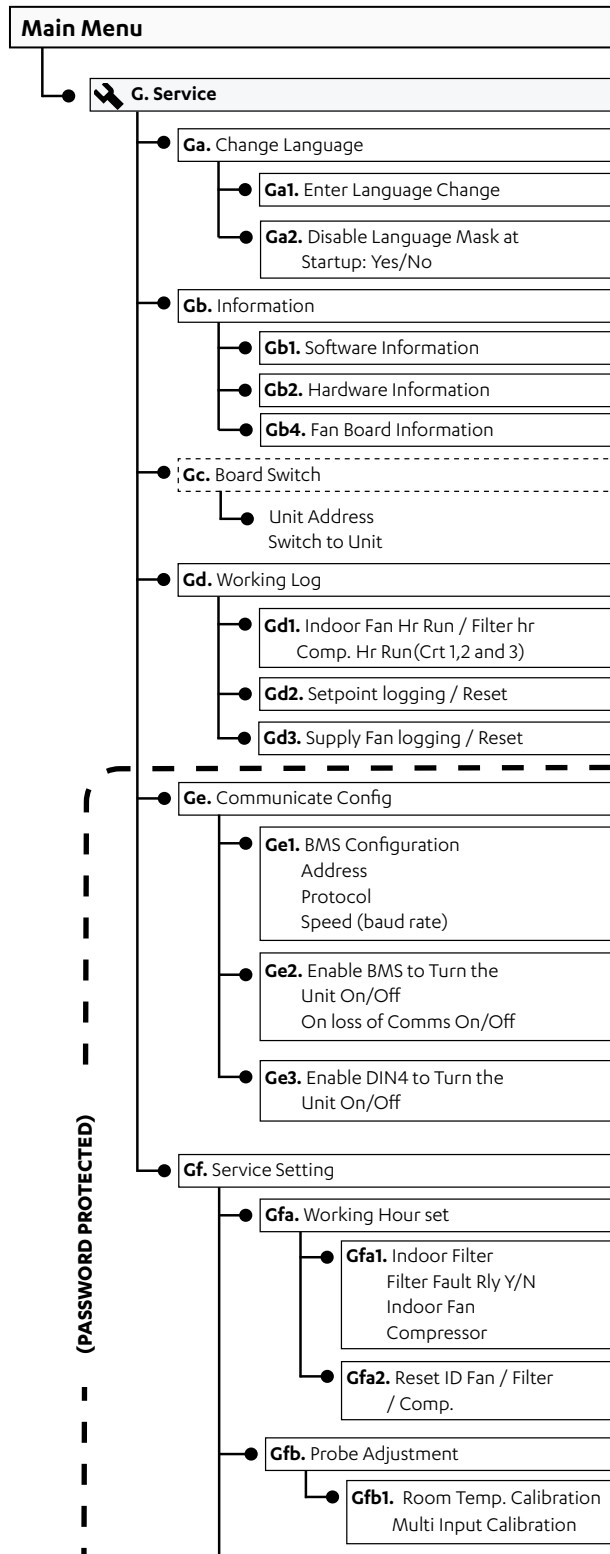 Main Menu
G. Service
Ga. Change Language
Ga1. Enter Language Change
Ga2. Disable Language Mask at
Startup: Yes/No
Gb. Information
Gb1. Software Information
Gb2. Hardware Information
Gb4. Fan Board Information
Gc. Board Switch
Unit Address
Switch to Unit
Gd. Working Log
Gd1. Indoor Fan Hr Run / Filter hr
Comp. Hr Run(Crt 1,2 and 3)
Gd2. Setpoint logging / Reset
Gd3. Supply Fan logging / Reset
Ge. Communicate Config
Ge1. BMS Configuration
Address
Protocol
Speed (baud rate)
Ge2. Enable BMS to Turn the
Unit On/Off
On loss of Comms On/Off
Ge3. Enable DIN4 to Turn the
Unit On/Off
(PASSWORD PROTECTED)
Gf. Service Setting
Gfa. Working Hour set
Gfa1. Indoor Filter
Filter Fault Rly Y/N
Indoor Fan
Compressor
Gfa2. Reset ID Fan / Filter
/ Comp.
Gfb. Probe Adjustment
Gfb1. Room Temp. Calibration
Multi Input Calibration